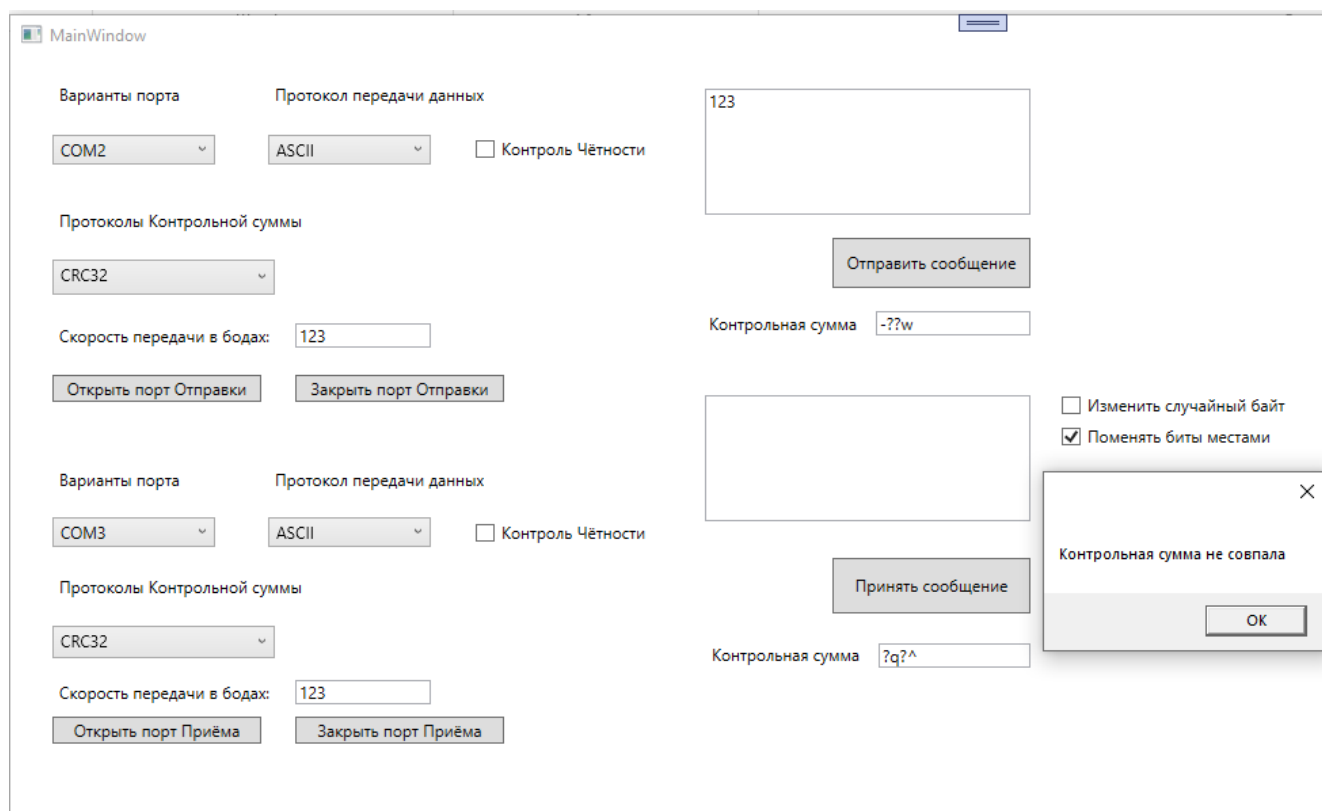 MainWindow
Варианты порта Протокол передачи данных
123
COM2 ASCII Контроль Чётности
Протоколы Контрольной суммы
Отправить сообщение
CRC32
Контрольная сумма -??w
Скорость передачи в бодах: 123
Открыть порт Отправки Закрыть порт Отправки
Изменить случайный байт
Поменять биты местами
Варианты порта Протокол передачи данных
COM3 ASCII Контроль Чётности
Контрольная сумма не совпала
Протоколы Контрольной суммы
Принять сообщение
OK
CRC32
Контрольная сумма ?q?^
Скорость передачи в бодах: 123
Открыть порт Приёма Закрыть порт Приёма